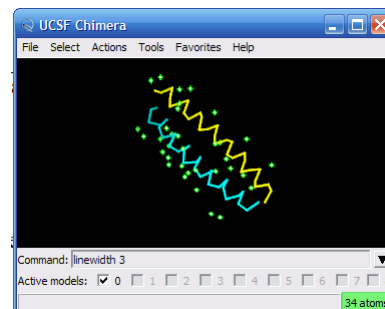 UCSF Chimera
File Select Actions Tools Favorites Help
Command: linewidth 3
Active models: 0 1 2 3 4 5 6 7
34 atoms